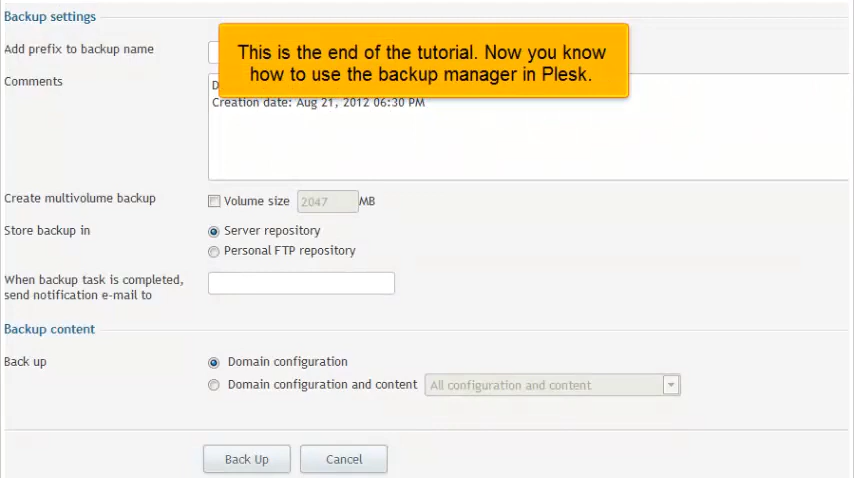 Backup settings
This is the end of the tutorial. Now you know
how to use the backup manager in Plesk.
Add prefix to backup name
Comments
D
Creation date: Aug 21, 2012 06:30 PM
Create multivolume backup
Volume size 2047 MB
Store backup in
Server repository
Personal FTP repository
When backup task is completed,
send notification e-mail to
Backup content
Back up
Domain configuration
Domain configuration and content All configuration and content
Back Up Cancel